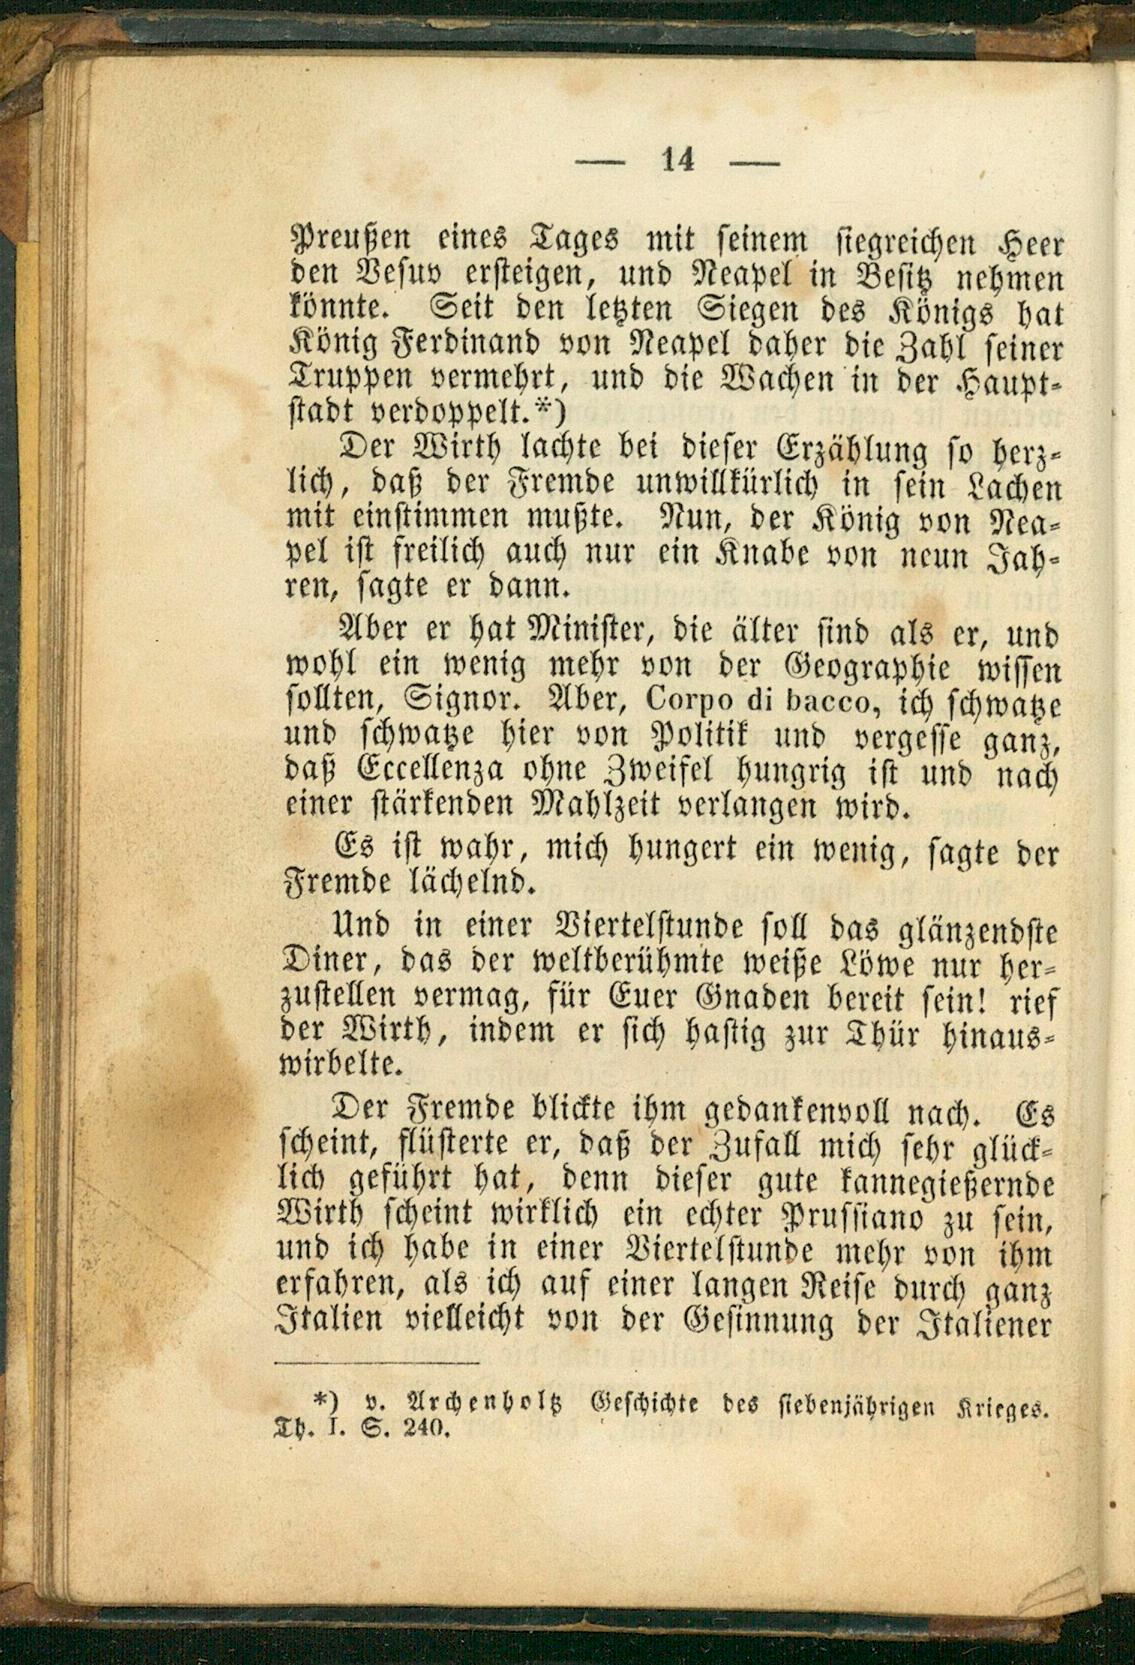 — 14 —
Preußen eines Tages mit seinem siegreichen Heer
den Vesuv ersteigen, und Neapel in Besitz nehmen
könnte. Seit den letzten Siegen des Königs hat
König Ferdinand von Neapel daher die Zahl seiner
Truppen vermehrt, und die Wachen in der Haupt-
stadt verdoppelt.*)
Der Wirth lachte bei dieser Erzählung so herz-
lich, daß der Fremde unwillkürlich in sein Lachen
mit einstimmen mußte. Nun, der König von Nea-
pel ist freilich auch nur ein Knabe von neun Jah-
ren, sagte er dann.
Aber er hat Minister, die älter sind als er, und
wohl ein wenig mehr von der Geographie wissen
sollten, Signor. Aber, Corpo di bacco, ich schwatze
und schwatze hier von Politik und vergesse ganz,
daß Eccellenza ohne Zweifel hungrig ist und nach
einer stärkenden Mahlzeit verlangen wird.
Es ist wahr, mich hungert ein wenig, sagte der
Fremde lächelnd.
Und in einer Viertelstunde soll das glänzendste
Diner, das der weltberühmte weiße Löwe nur her-
zustellen vermag, für Euer Gnaden bereit sein! rief
der Wirth, indem er sich hastig zur Thür hinaus-
wirbelte.
Der Fremde blickte ihm gedankenvoll nach. Es
scheint, flüsterte er, daß der Zufall mich sehr glück-
lich geführt hat, denn dieser gute kannegießernde
Wirth scheint wirklich ein echter Prussiano zu sein,
und ich habe in einer Viertelstunde mehr von ihm
erfahren, als ich auf einer langen Reise durch ganz
Italien vielleicht von der Gesinnung der Italiener
*) v. Archenholtz Geschichte des siebenjährigen Krieges.
Th. I. S. 240.